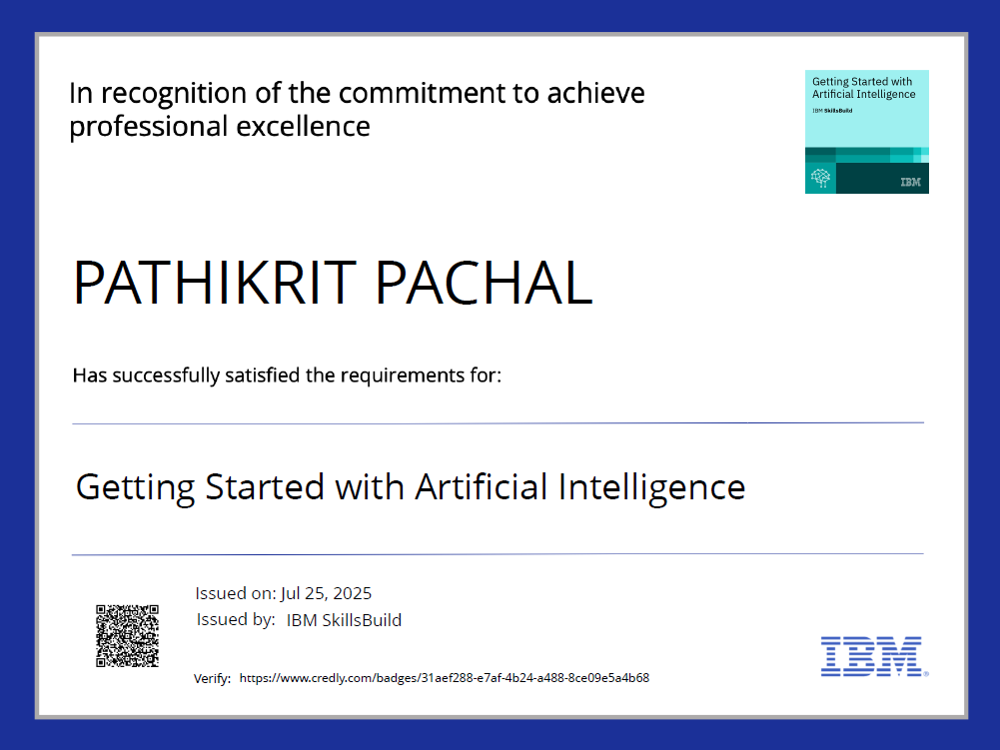 In recognition of the commitment to achieve
professional excellence
Getting Started with
Artificial Intelligence
IBM SkillsBuild
IBM
PATHIKRIT PACHAL
Has successfully satisfied the requirements for:
Getting Started with Artificial Intelligence
Issued on: Jul 25, 2025
Issued by: IBM SkillsBuild
Verify: https://www.credly.com/badges/31aef288-e7af-4b24-a488-8ce09e5a4b68
IBM®